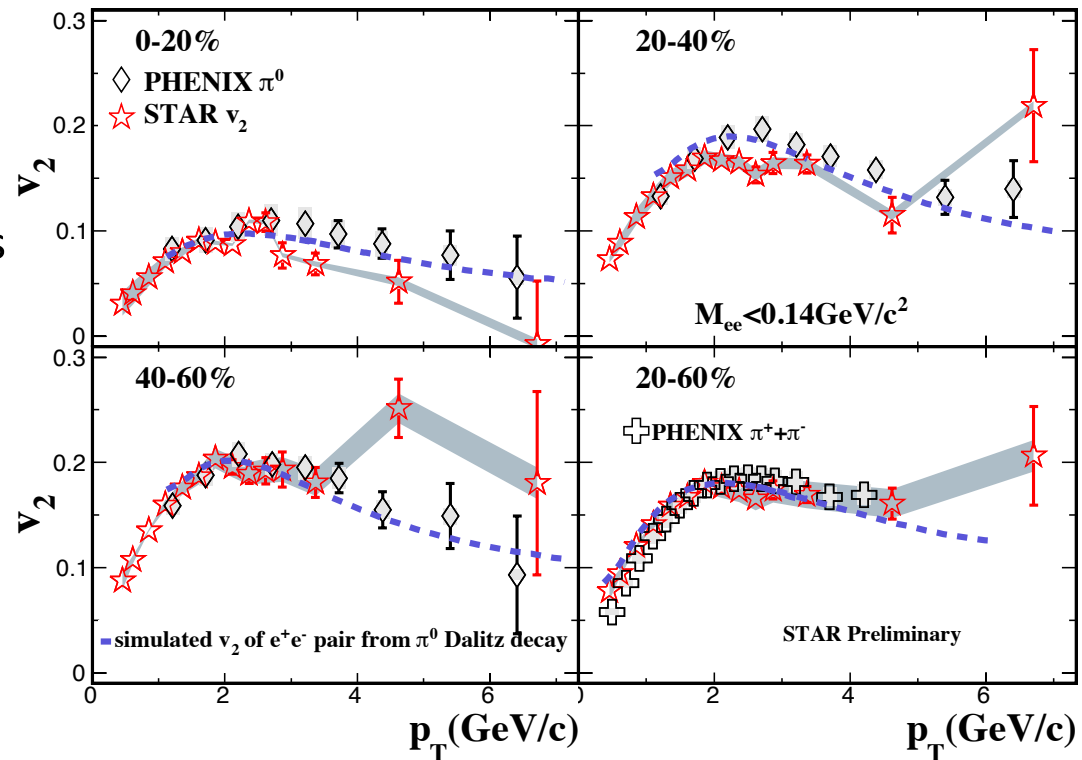 0.3
0-20%
20-40%
PHENIX π⁰
STAR v₂
0.2
v₂
0.1
M_ee<0.14GeV/c²
0
0.3
40-60%
20-60%
PHENIX π⁺+π⁻
0.2
v₂
0.1
simulated v₂ of e⁺e⁻ pair from π⁰ Dalitz decay
STAR Preliminary
0
0 2 4 6 2 4 6
p_T(GeV/c) p_T(GeV/c)